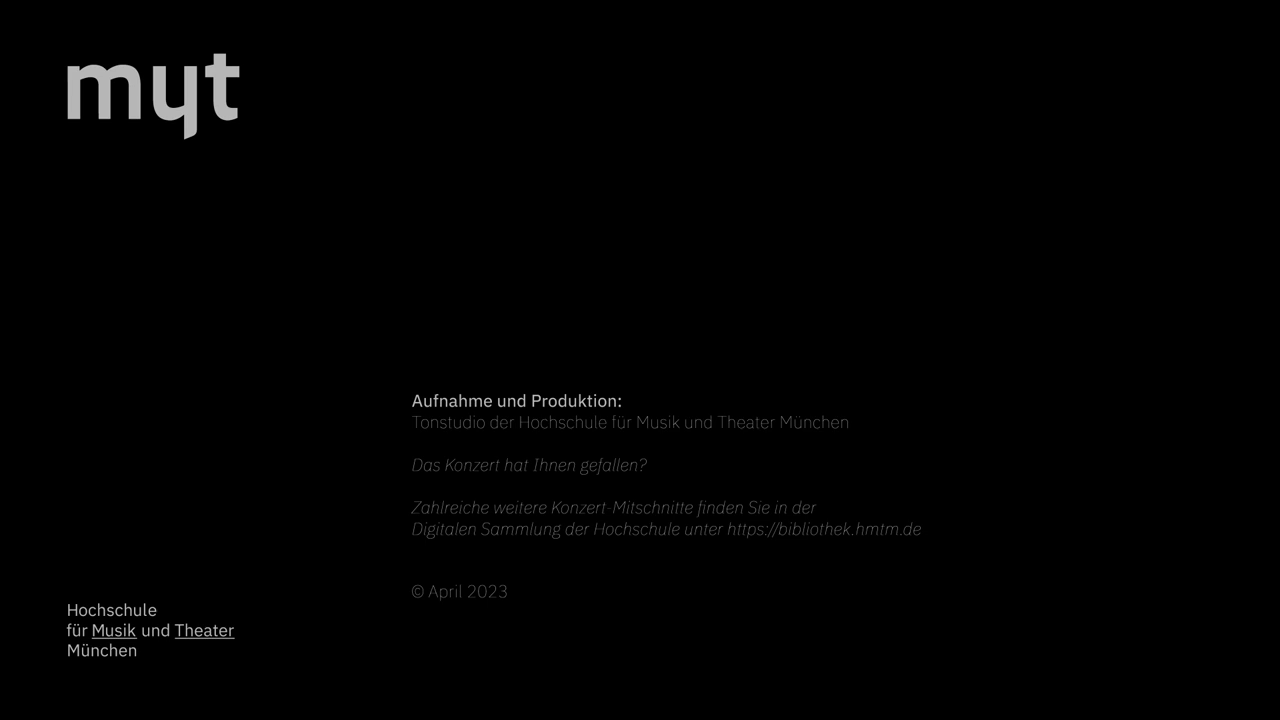 myt
Aufnahme und Produktion:
Tonstudio der Hochschule für Musik und Theater München
Das Konzert hat Ihnen gefallen?
Zahlreiche weitere Konzert-Mitschnitte finden Sie in der
Digitalen Sammlung der Hochschule unter https://bibliothek.hmtm.de
© April 2023
Hochschule
für Musik und Theater
München